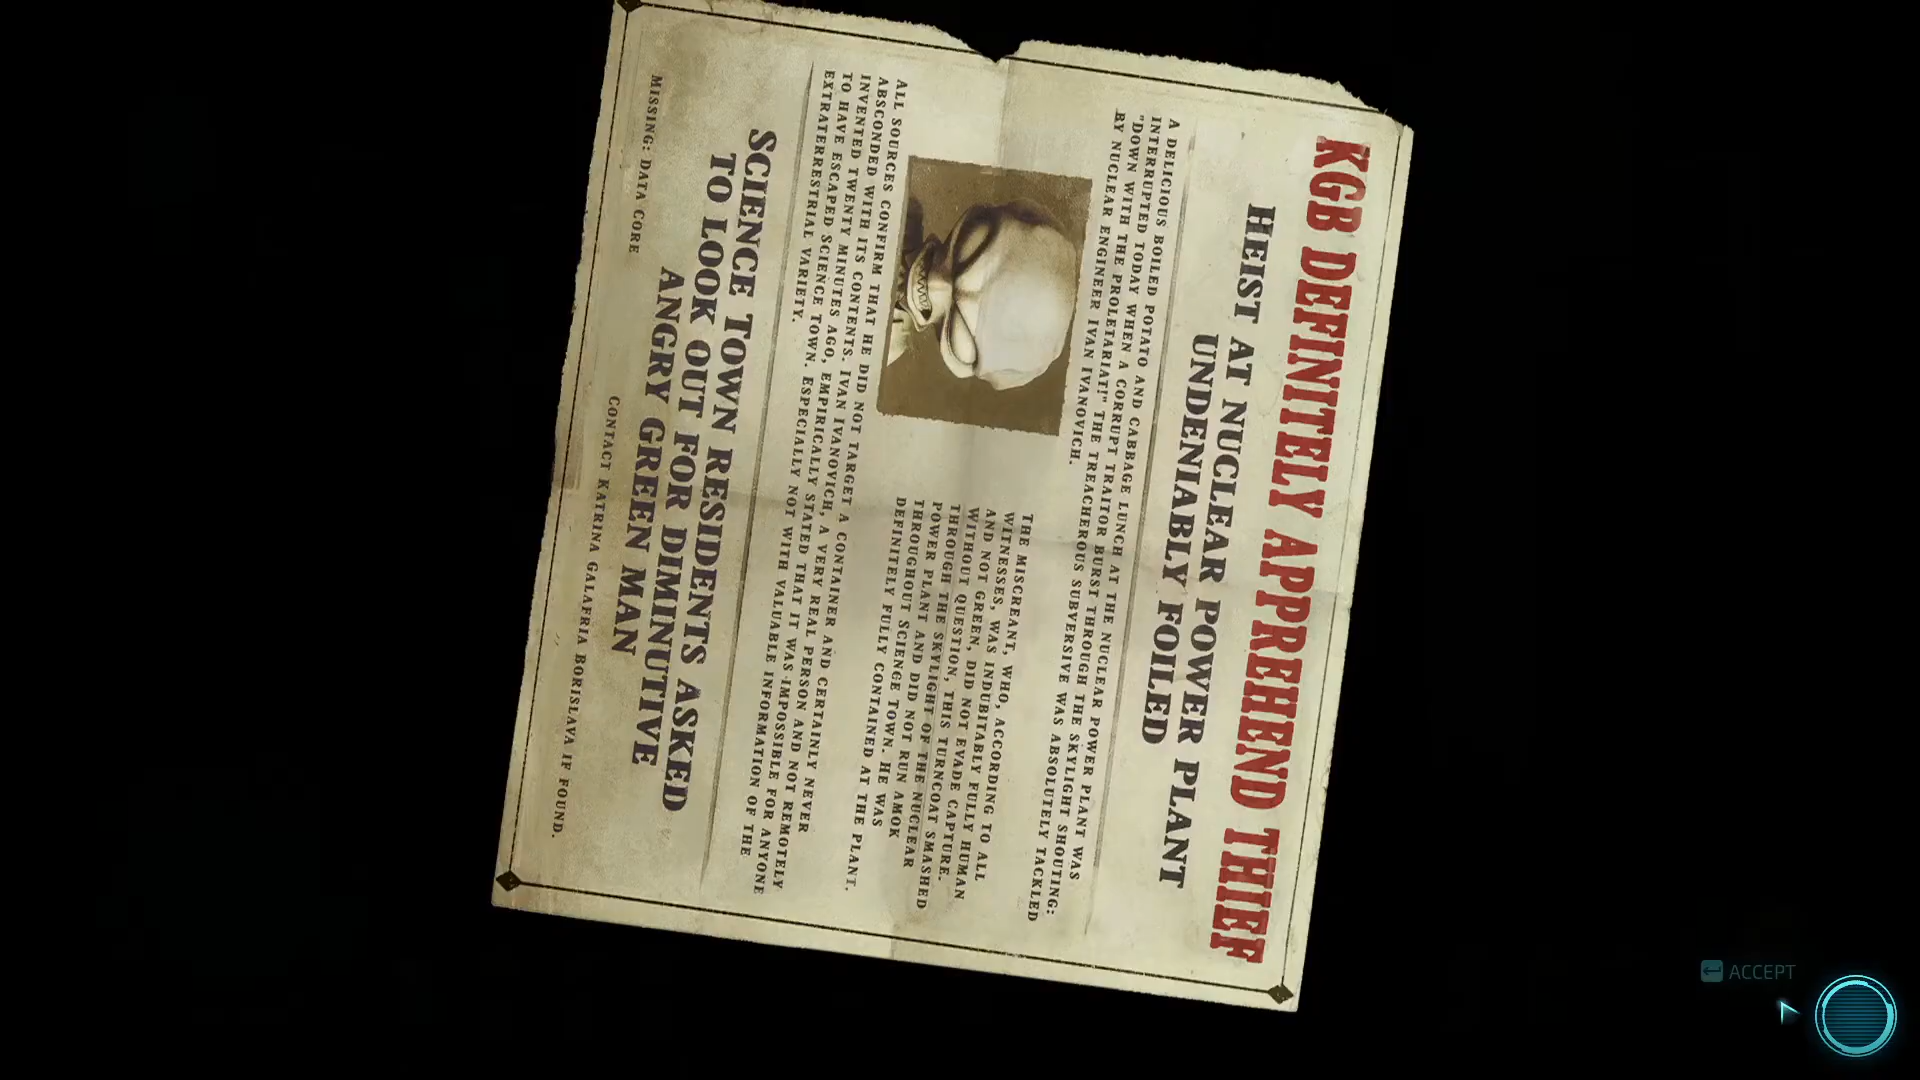 KGB DEFINITELY APPREHEND THIEF
HEIST AT NUCLEAR POWER PLANT
UNDENIABLY FOILED
A DELICIOUS BOILED POTATO AND CABBAGE LUNCH AT THE NUCLEAR POWER PLANT WAS
INTERRUPTED TODAY WHEN A CORRUPT TRAITOR BURST THROUGH THE SKYLIGHT SHOUTING:
"DOWN WITH THE PROLETARIAT!" THE TREACHEROUS SUBVERSIVE WAS ABSOLUTELY TACKLED
BY NUCLEAR ENGINEER IVAN IVANOVICH.
THE MISCREANT, WHO, ACCORDING TO ALL
WITNESSES, WAS INDUBITABLY FULLY HUMAN
AND NOT GREEN, DID NOT EVADE CAPTURE.
WITHOUT QUESTION, THIS TURNCOAT SMASHED
THROUGH THE SKYLIGHT OF THE NUCLEAR
POWER PLANT AND DID NOT RUN AMOK
THROUGHOUT SCIENCE TOWN. HE WAS
DEFINITELY FULLY CONTAINED AT THE PLANT.
ALL SOURCES CONFIRM THAT HE DID NOT TARGET A CONTAINER AND CERTAINLY NEVER
ABSCONDED WITH ITS CONTENTS. IVAN IVANOVICH, A VERY REAL PERSON AND NOT REMOTELY
INVENTED TWENTY MINUTES AGO, EMPIRICALLY STATED THAT IT WAS IMPOSSIBLE FOR ANYONE
TO HAVE ESCAPED SCIENCE TOWN. ESPECIALLY NOT WITH VALUABLE INFORMATION OF THE
EXTRATERRESTRIAL VARIETY.
SCIENCE TOWN RESIDENTS ASKED
TO LOOK OUT FOR DIMINUTIVE
ANGRY GREEN MAN
MISSING: DATA CORE
CONTACT KATRINA GALAFRIA BORISLAVA IF FOUND.
ACCEPT